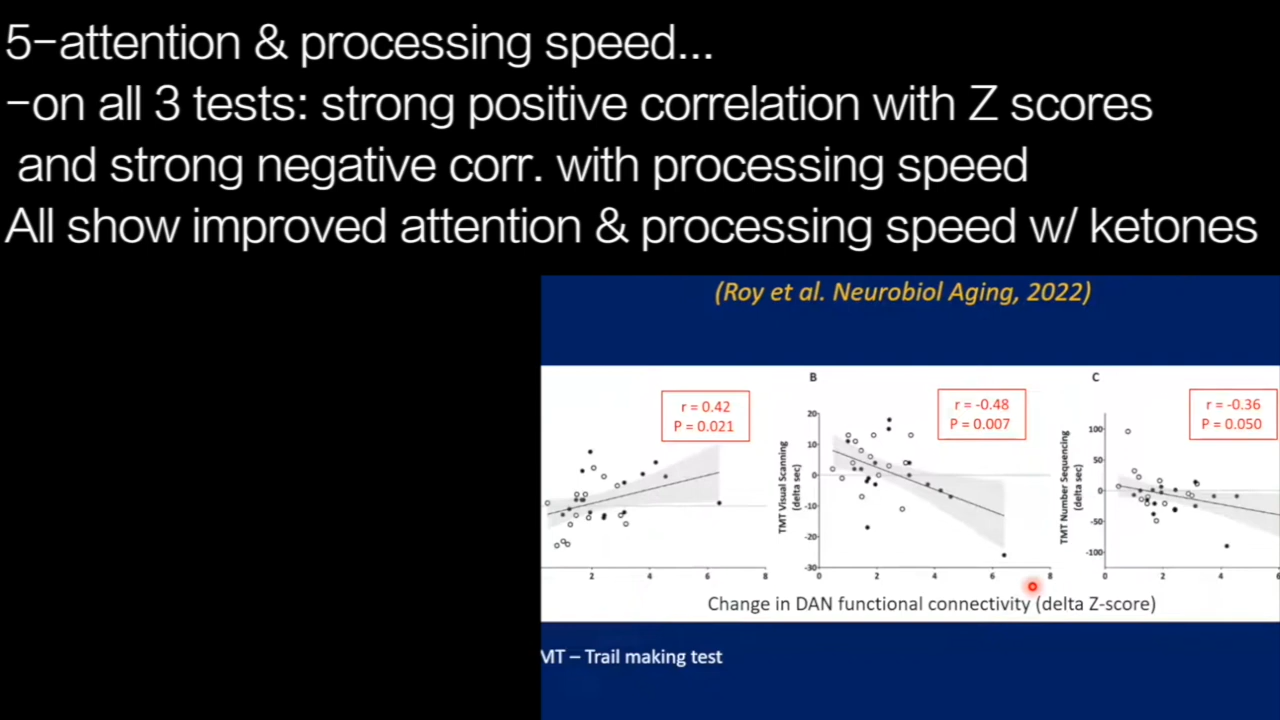 5-attention & processing speed...
-on all 3 tests: strong positive correlation with Z scores
and strong negative corr. with processing speed
All show improved attention & processing speed w/ ketones
(Roy et al. Neurobiol Aging, 2022)
r = 0.42
P = 0.021
2
4
6
8
B
r = -0.48
P = 0.007
TMT Visual Scanning
(delta sec)
20
10
0
-10
-20
-30
0
2
4
6
8
C
r = -0.36
P = 0.050
TMT Number Sequencing
(delta sec)
100
50
0
-50
-100
0
2
4
6
Change in DAN functional connectivity (delta Z-score)
MT – Trail making test